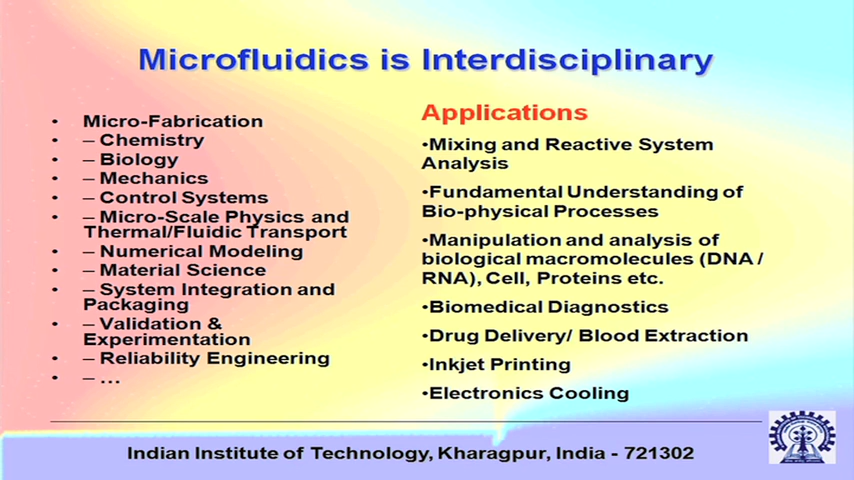 Microfluidics is Interdisciplinary
• Micro-Fabrication
• – Chemistry
• – Biology
• – Mechanics
• – Control Systems
• – Micro-Scale Physics and
Thermal/Fluidic Transport
• – Numerical Modeling
• – Material Science
• – System Integration and
Packaging
• – Validation &
Experimentation
• – Reliability Engineering
• – …
Applications
•Mixing and Reactive System
Analysis
•Fundamental Understanding of
Bio-physical Processes
•Manipulation and analysis of
biological macromolecules (DNA /
RNA), Cell, Proteins etc.
•Biomedical Diagnostics
•Drug Delivery/ Blood Extraction
•Inkjet Printing
•Electronics Cooling
Indian Institute of Technology, Kharagpur, India - 721302